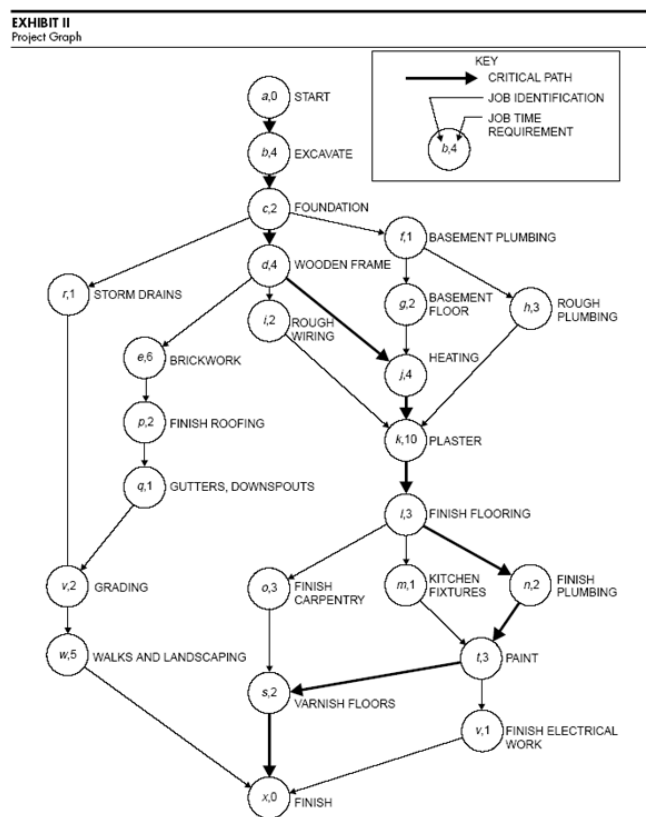 EXHIBIT II
Project Graph
KEY
CRITICAL PATH
JOB IDENTIFICATION
JOB TIME
REQUIREMENT
b,4
a,0 START
b,4 EXCAVATE
c,2 FOUNDATION
f,1 BASEMENT PLUMBING
d,4 WOODEN FRAME
r,1 STORM DRAINS
i,2 ROUGH
WIRING
g,2 BASEMENT
FLOOR
h,3 ROUGH
PLUMBING
e,6 BRICKWORK
HEATING
j,4
p,2 FINISH ROOFING
k,10 PLASTER
q,1 GUTTERS, DOWNSPOUTS
l,3 FINISH FLOORING
v,2 GRADING
o,3 FINISH
CARPENTRY
m,1 KITCHEN
FIXTURES
n,2 FINISH
PLUMBING
w,5 WALKS AND LANDSCAPING
t,3 PAINT
s,2 VARNISH FLOORS
v,1 FINISH ELECTRICAL
WORK
x,0 FINISH